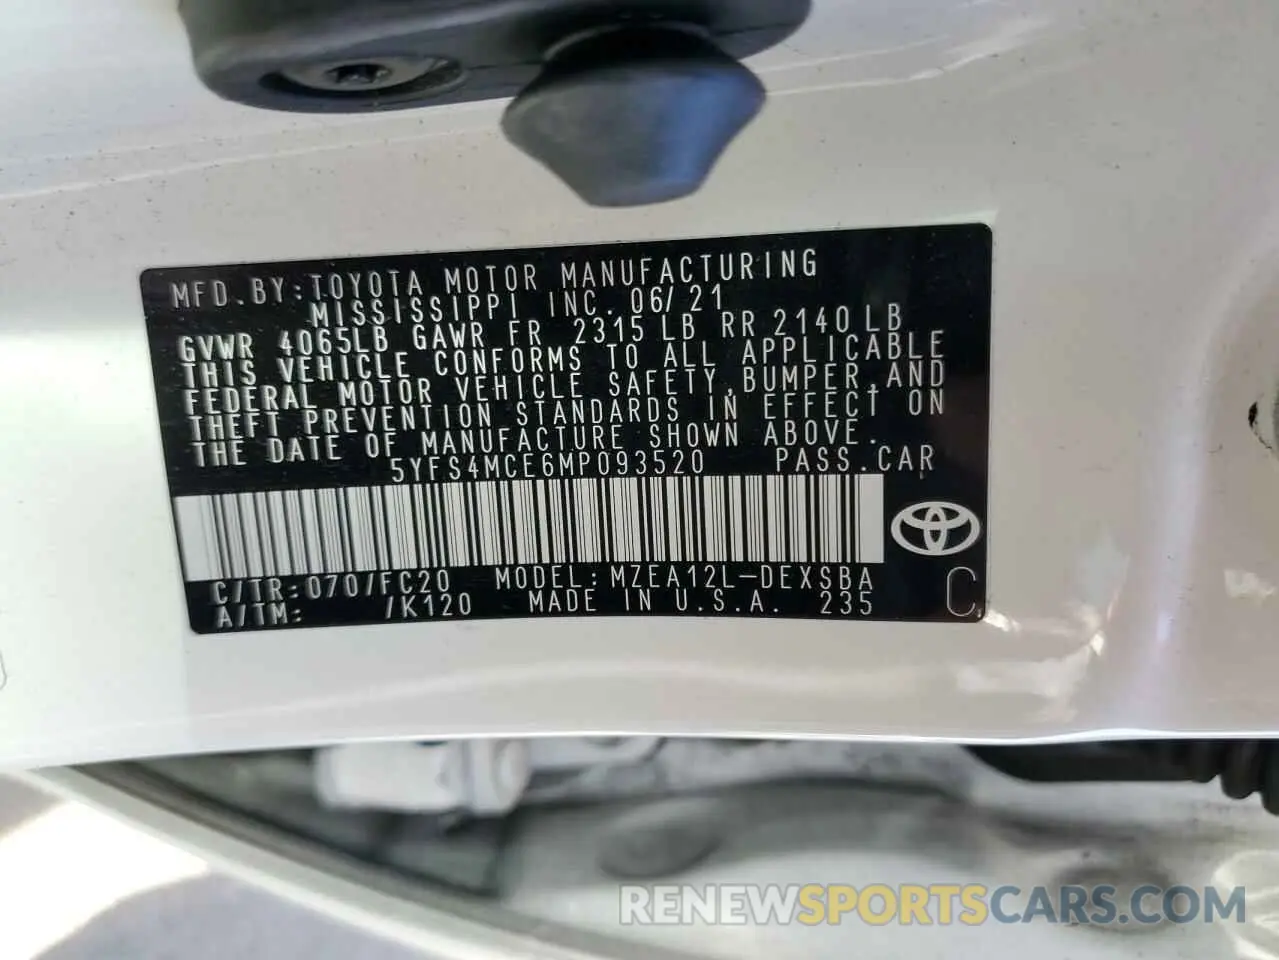 MFD.BY:TOYOTA MOTOR MANUFACTURING
MISSISSIPPI INC. 06/21
GVWR 4065LB GAWR FR 2315 LB RR 2140 LB
THIS VEHICLE CONFORMS TO ALL APPLICABLE
FEDERAL MOTOR VEHICLE SAFETY, BUMPER, AND
THEFT PREVENTION STANDARDS IN EFFECT ON
THE DATE OF MANUFACTURE SHOWN ABOVE.
5YFS4MCE6MP093520 PASS.CAR
C/TR:070/FC20 MODEL:MZEA12L-DEXSBA
A/TM: /K120 MADE IN U.S.A. 235 C
RENEWSPORTSCARS.COM